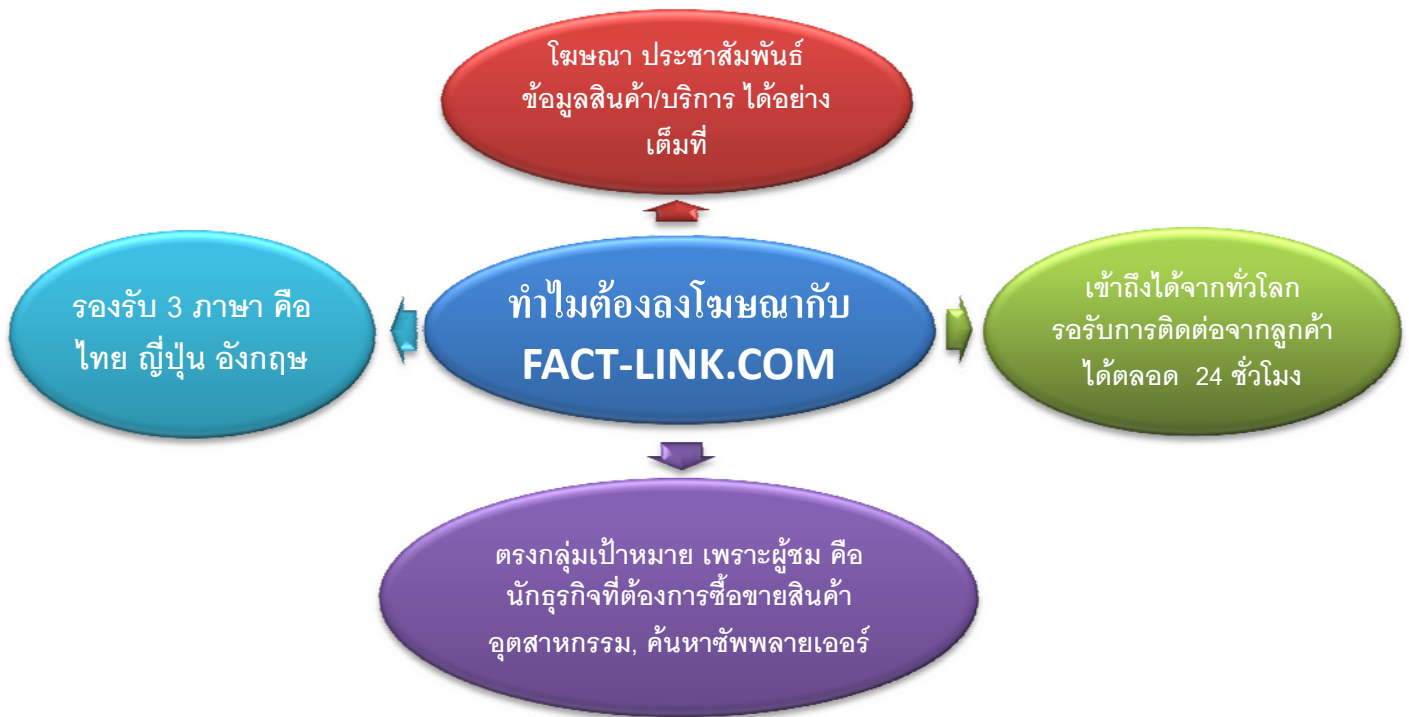 โฆษณา ประชาสัมพันธ์
ข้อมูลสินค้า/บริการ ได้อย่าง
เต็มที่
รองรับ 3 ภาษา คือ
ไทย ญี่ปุ่น อังกฤษ
ทำไมต้องลงโฆษณากับ
FACT-LINK.COM
เข้าถึงได้จากทั่วโลก
รอรับการติดต่อจากลูกค้า
ได้ตลอด 24 ชั่วโมง
ตรงกลุ่มเป้าหมาย เพราะผู้ชม คือ
นักธุรกิจที่ต้องการซื้อขายสินค้า
อุตสาหกรรม, ค้นหาซัพพลายเออร์